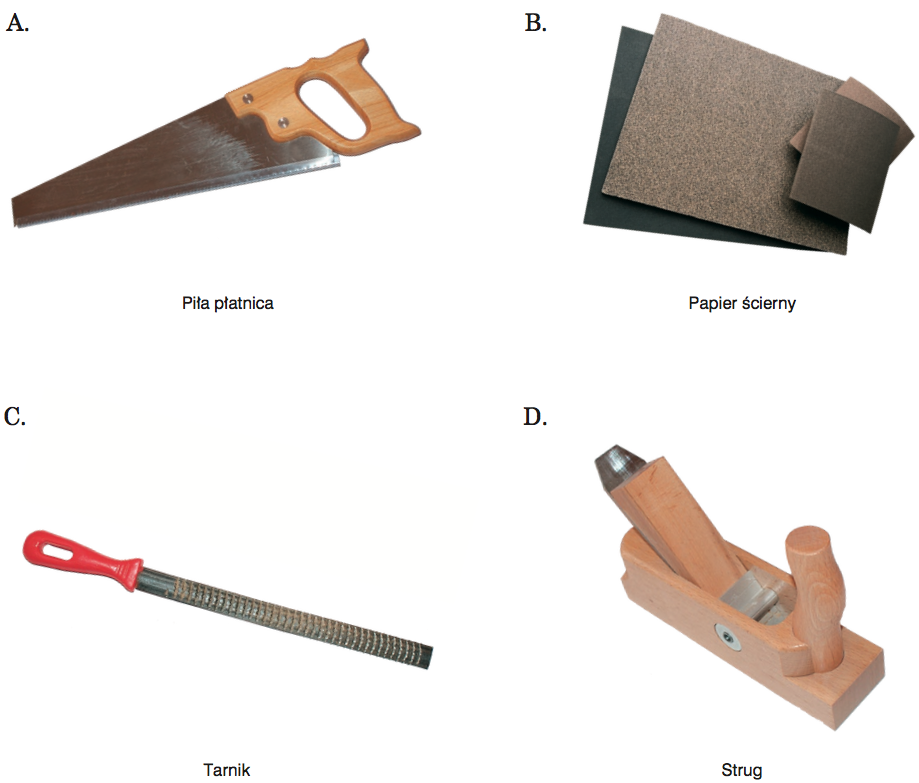 A.
B.
Piła płatnica
Papier ścierny
C.
D.
Tarnik
Strug